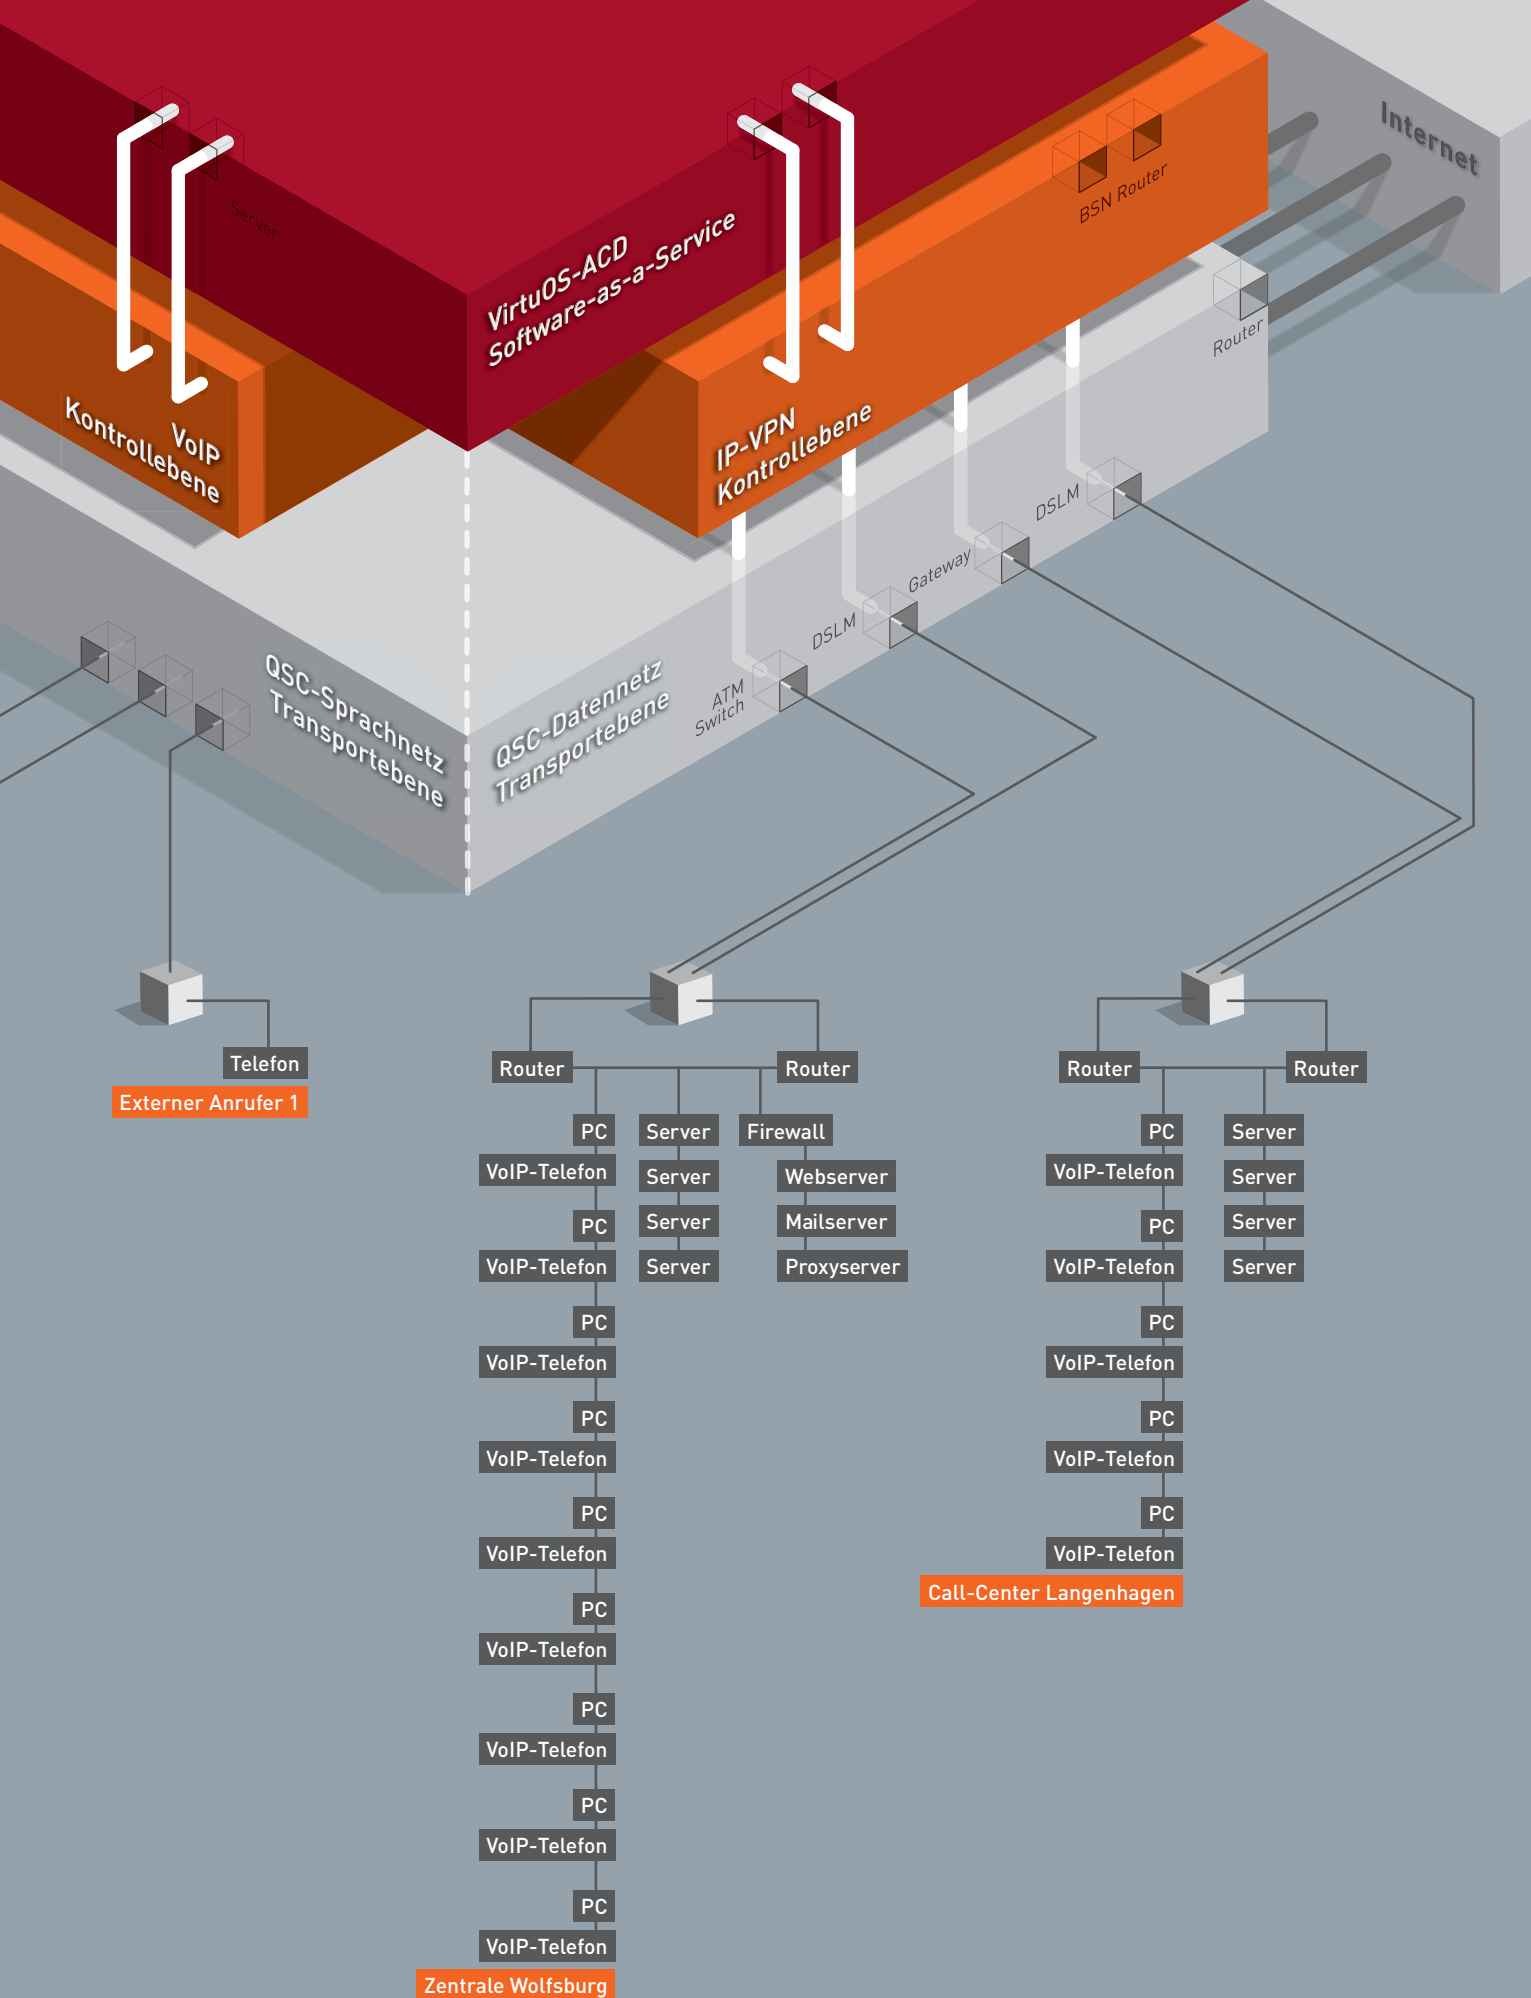 Internet
BSN Router
Server
VirtuOS-ACD
Software-as-a-Service
Router
VoIP
Kontrollebene
IP-VPN
Kontrollebene
DSLM
Gateway
DSLM
ATM
Switch
QSC-Sprachnetz
Transportebene
QSC-Datennetz
Transportebene
Telefon
Externer Anrufer 1
Router
Router
PC
Server
Firewall
VoIP-Telefon
Server
Webserver
PC
Server
Mailserver
VoIP-Telefon
Server
Proxyserver
PC
VoIP-Telefon
PC
VoIP-Telefon
PC
VoIP-Telefon
PC
VoIP-Telefon
PC
VoIP-Telefon
PC
VoIP-Telefon
PC
VoIP-Telefon
Zentrale Wolfsburg
Router
Router
PC
Server
VoIP-Telefon
Server
PC
Server
VoIP-Telefon
Server
PC
VoIP-Telefon
PC
VoIP-Telefon
PC
VoIP-Telefon
Call-Center Langenhagen